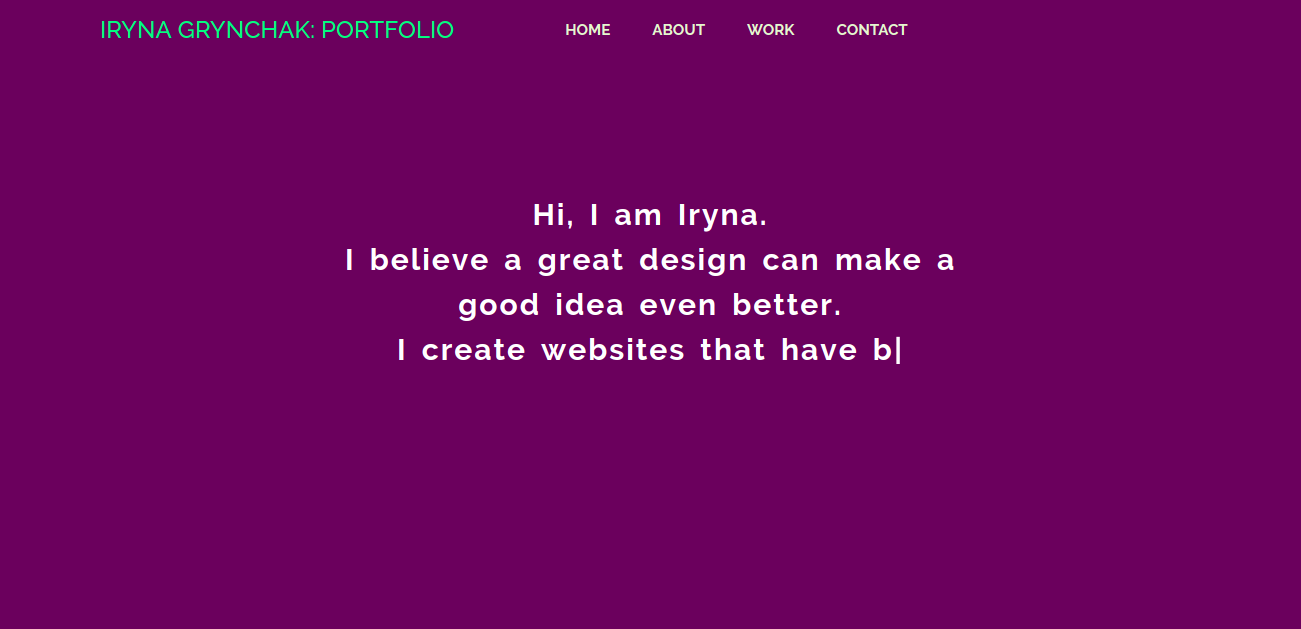 IRYNA GRYNCHAK: PORTFOLIO
HOME ABOUT WORK CONTACT
Hi, I am Iryna.
I believe a great design can make a
good idea even better.
I create websites that have b|